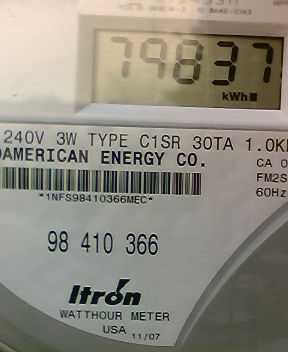 79837
kWh
240V 3W TYPE C1SR 30TA 1.0K
DAMERICAN ENERGY CO.
CA 0
FM2S
60Hz
*1NFS98410366MEC*
98 410 366
Itron
WATTHOUR METER
USA 11/07